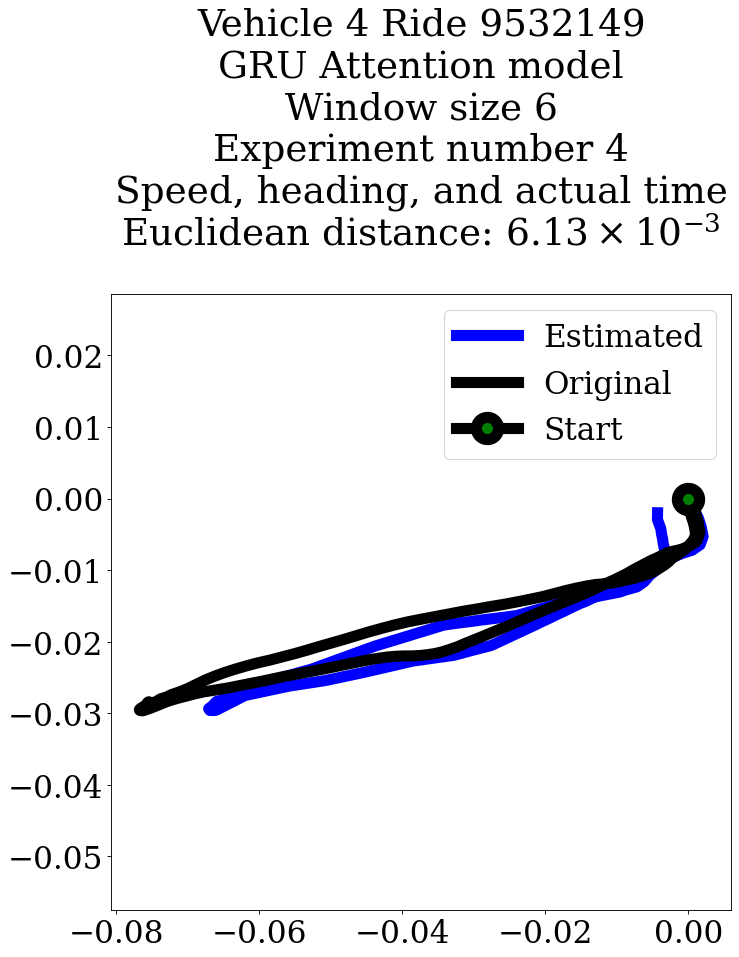 Vehicle 4 Ride 9532149
GRU Attention model
Window size 6
Experiment number 4
Speed, heading, and actual time
Euclidean distance: 6.13 × 10⁻³
Estimated
Original
Start
0.02
0.01
0.00
−0.01
−0.02
−0.03
−0.04
−0.05
−0.08 −0.06 −0.04 −0.02 0.00